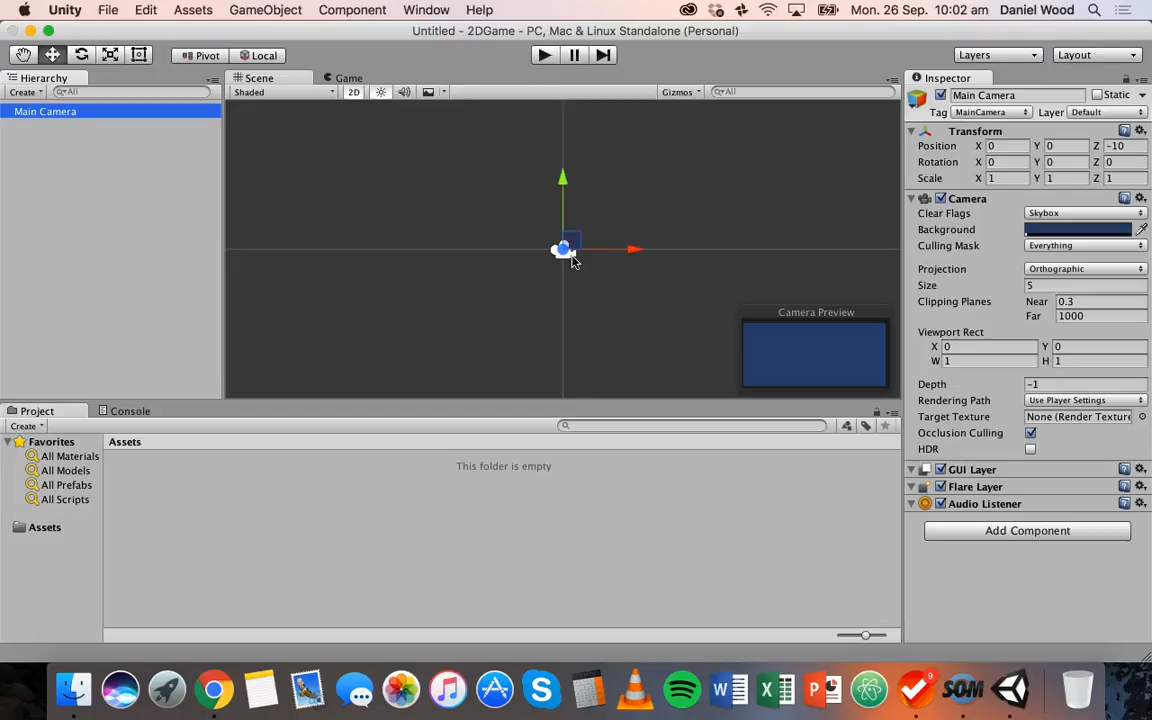 Unity File Edit Assets GameObject Component Window Help Mon. 26 Sep. 10:02 am Daniel Wood
Untitled - 2DGame - PC, Mac & Linux Standalone (Personal)
Pivot Local Layers Layout
Hierarchy Scene Game Inspector
Create All Shaded 2D Gizmos All Main Camera Static
Main Camera Tag MainCamera Layer Default
Transform
Position X 0 Y 0 Z -10
Rotation X 0 Y 0 Z 0
Scale X 1 Y 1 Z 1
Camera
Clear Flags Skybox
Background
Culling Mask Everything
Projection Orthographic
Size 5
Clipping Planes Near 0.3
Camera Preview Far 1000
Viewport Rect
X 0 Y 0
W 1 H 1
Depth -1
Rendering Path Use Player Settings
Project Console Target Texture None (Render Texture
Create Occlusion Culling
Favorites Assets HDR
All Materials This folder is empty
All Models GUI Layer
All Prefabs Flare Layer
All Scripts Audio Listener
Assets Add Component
9
SOM